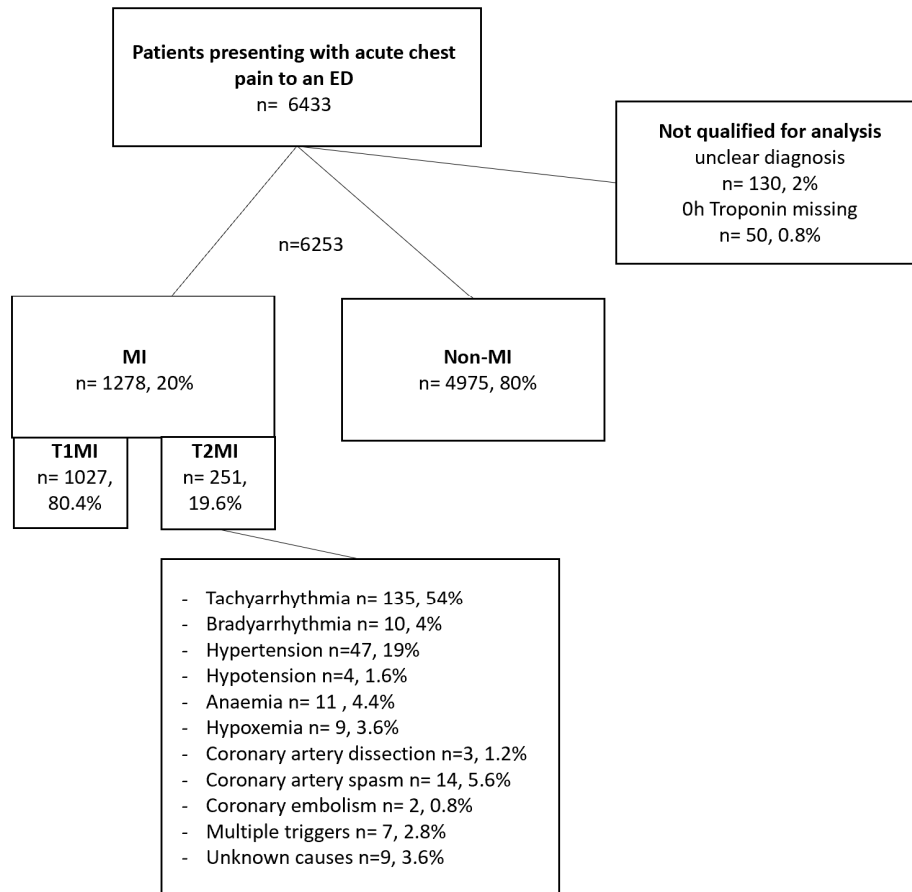 Patients presenting with acute chest
pain to an ED
n=  6433
Not qualified for analysis
unclear diagnosis
n= 130, 2%
0h Troponin missing
n= 50, 0.8%
n=6253
MI
n= 1278, 20%
Non-MI
n= 4975, 80%
T1MI
n= 1027,
80.4%
T2MI
n= 251,
19.6%
- Tachyarrhythmia n= 135, 54%
- Bradyarrhythmia n= 10, 4%
- Hypertension n=47, 19%
- Hypotension n=4, 1.6%
- Anaemia n= 11 , 4.4%
- Hypoxemia n= 9, 3.6%
- Coronary artery dissection n=3, 1.2%
- Coronary artery spasm n= 14, 5.6%
- Coronary embolism n= 2, 0.8%
- Multiple triggers n= 7, 2.8%
- Unknown causes n=9, 3.6%